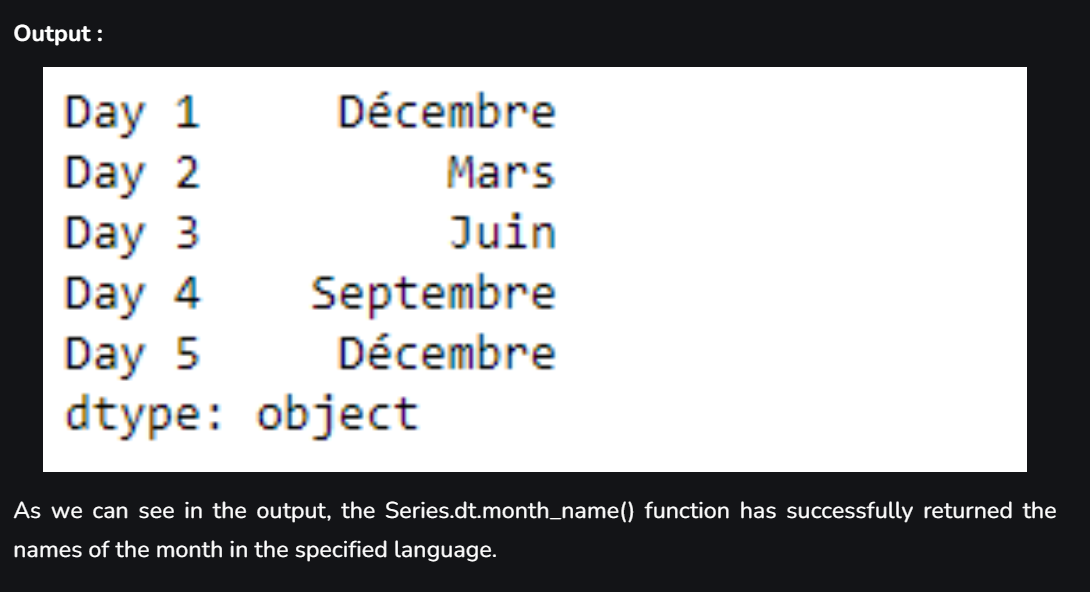 Output :
Day 1 Décembre
Day 2 Mars
Day 3 Juin
Day 4 Septembre
Day 5 Décembre
dtype: object
As we can see in the output, the Series.dt.month_name() function has successfully returned the
names of the month in the specified language.